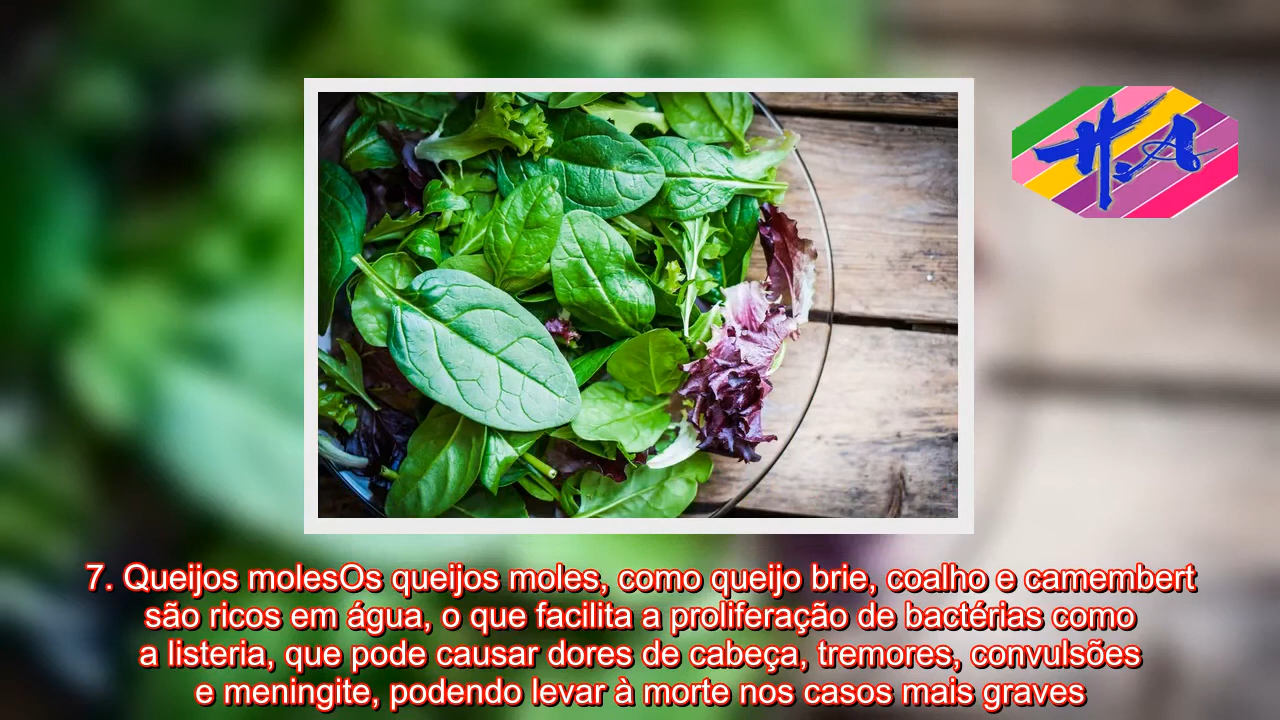 H.A
7. Queijos molesOs queijos moles, como queijo brie, coalho e camembert
são ricos em água, o que facilita a proliferação de bactérias como
a listeria, que pode causar dores de cabeça, tremores, convulsões
e meningite, podendo levar à morte nos casos mais graves